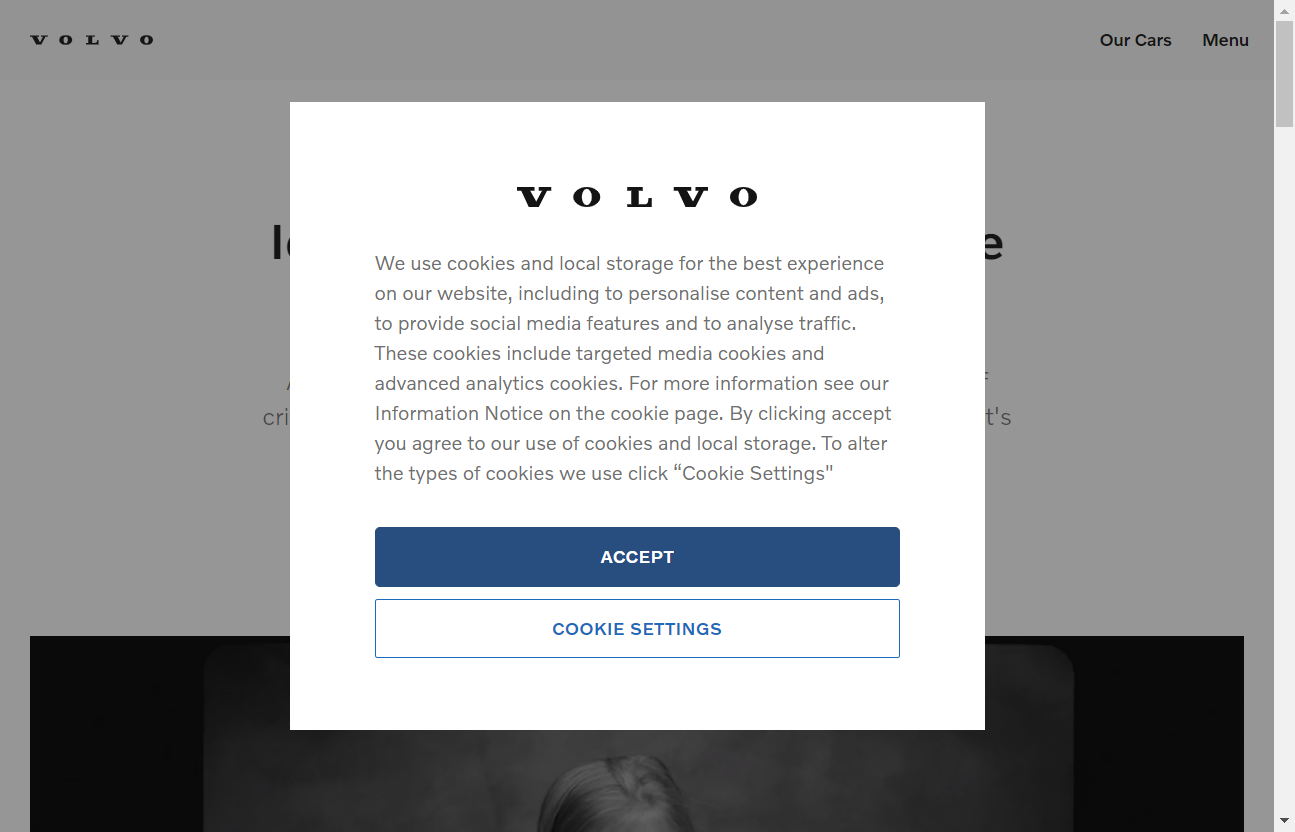 VOLVO
Our Cars
Menu
VOLVO
We use cookies and local storage for the best experience
on our website, including to personalise content and ads,
to provide social media features and to analyse traffic.
These cookies include targeted media cookies and
advanced analytics cookies. For more information see our
Information Notice on the cookie page. By clicking accept
you agree to our use of cookies and local storage. To alter
the types of cookies we use click “Cookie Settings"
ACCEPT
COOKIE SETTINGS